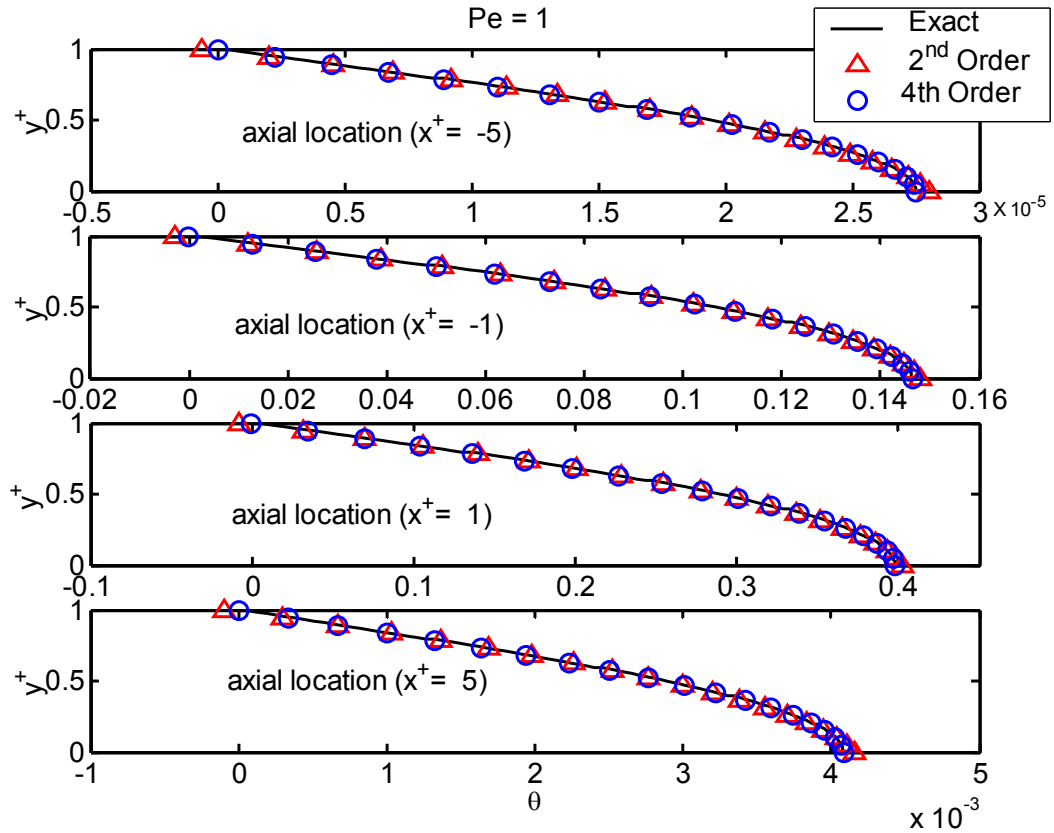 Pe = 1
Exact
2nd Order
4th Order
1
0.5
0
y+
axial location (x+= -5)
-0.5 0 0.5 1 1.5 2 2.5 3 x 10-5
1
0.5
0
y+
axial location (x+= -1)
-0.02 0 0.02 0.04 0.06 0.08 0.1 0.12 0.14 0.16
1
0.5
0
y+
axial location (x+= 1)
-0.1 0 0.1 0.2 0.3 0.4
1
0.5
0
y+
axial location (x+= 5)
-1 0 1 2 3 4 5
θ
x 10-3